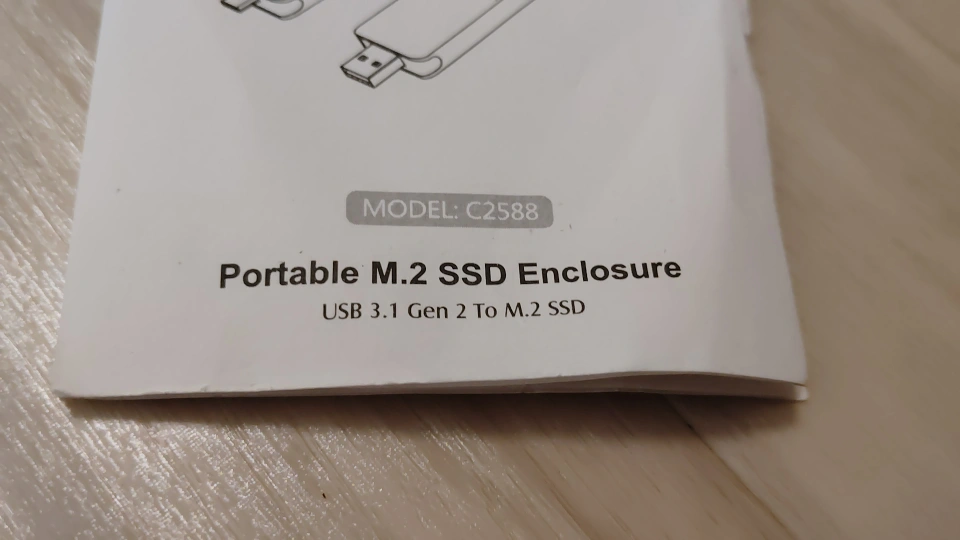 MODEL: C2588
Portable M.2 SSD Enclosure
USB 3.1 Gen 2 To M.2 SSD